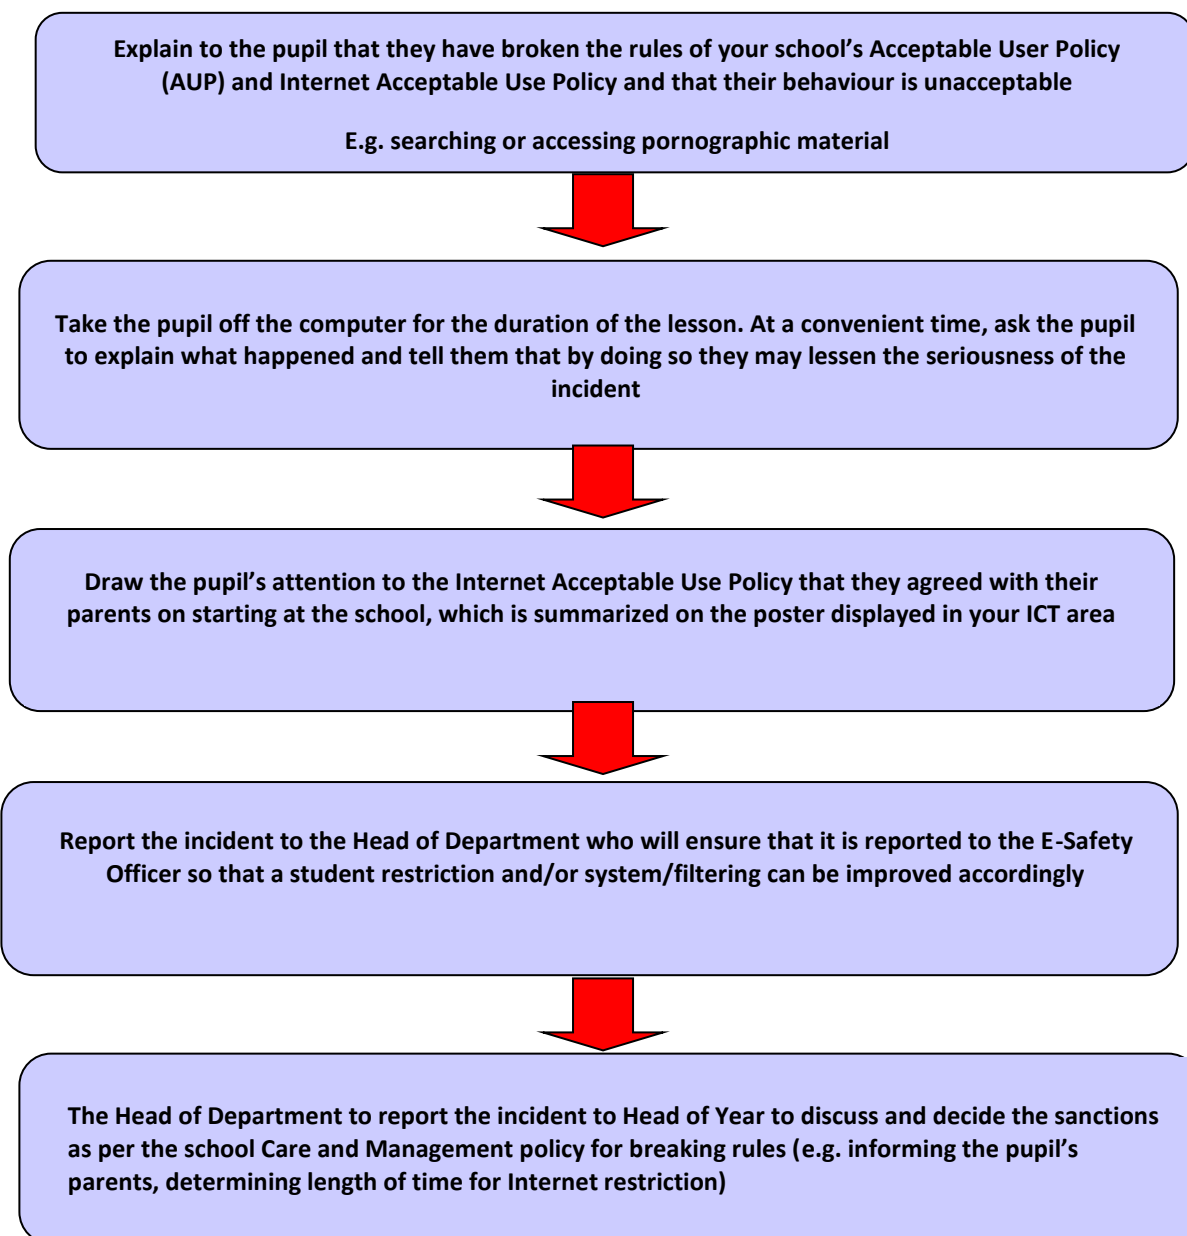 Explain to the pupil that they have broken the rules of your school’s Acceptable User Policy
(AUP) and Internet Acceptable Use Policy and that their behaviour is unacceptable
E.g. searching or accessing pornographic material
Take the pupil off the computer for the duration of the lesson. At a convenient time, ask the pupil
to explain what happened and tell them that by doing so they may lessen the seriousness of the
incident
Draw the pupil’s attention to the Internet Acceptable Use Policy that they agreed with their
parents on starting at the school, which is summarized on the poster displayed in your ICT area
Report the incident to the Head of Department who will ensure that it is reported to the E-Safety
Officer so that a student restriction and/or system/filtering can be improved accordingly
The Head of Department to report the incident to Head of Year to discuss and decide the sanctions
as per the school Care and Management policy for breaking rules (e.g. informing the pupil’s
parents, determining length of time for Internet restriction)